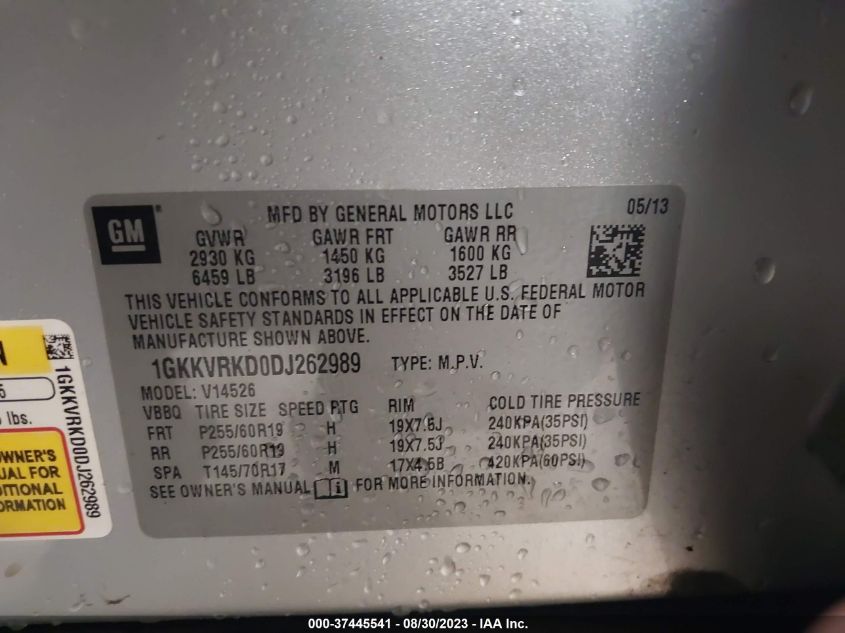 GM
MFD BY GENERAL MOTORS LLC 05/13
GVWR GAWR FRT GAWR RR
2930 KG 1450 KG 1600 KG
6459 LB 3196 LB 3527 LB
THIS VEHICLE CONFORMS TO ALL APPLICABLE U.S. FEDERAL MOTOR
VEHICLE SAFETY STANDARDS IN EFFECT ON THE DATE OF
MANUFACTURE SHOWN ABOVE.
1GKKVRKD0DJ262989 TYPE: M.P.V.
MODEL: V14526
VBBQ TIRE SIZE SPEED RTG RIM COLD TIRE PRESSURE
FRT P255/60R19 H 19X7.5J 240KPA(35PSI)
RR P255/60R19 H 19X7.5J 240KPA(35PSI)
SPA T145/70R17 M 17X4.5B 420KPA(60PSI)
SEE OWNER'S MANUAL FOR MORE INFORMATION.
N
5
lbs.
1GKKVRKD0DJ262989
OWNER'S
FOR
000-37445541 - 08/30/2023 - IAA Inc.